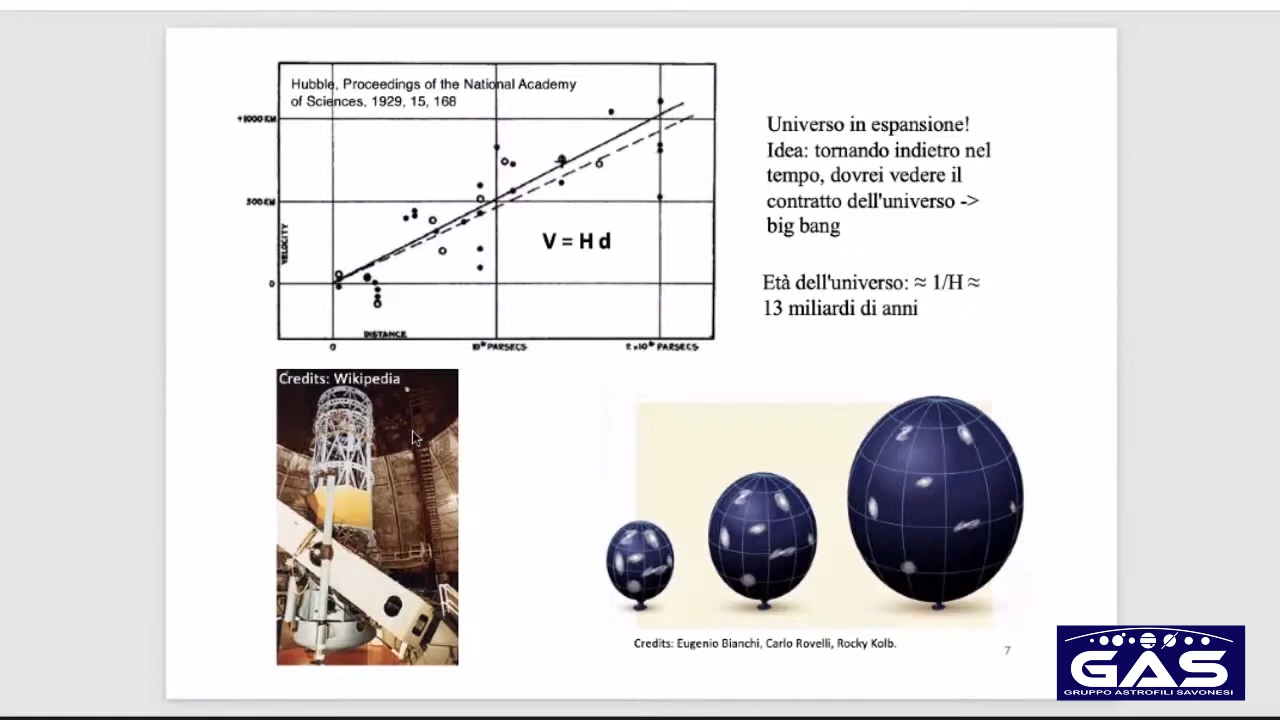 Hubble, Proceedings of the National Academy
of Sciences, 1929, 15, 168
+1000 KM
500 KM
0
VELOCITY
V = H d
DISTANCE
0
10⁶ PARSECS
2 x 10⁶ PARSECS
Universo in espansione!
Idea: tornando indietro nel
tempo, dovrei vedere il
contratto dell'universo ->
big bang
Età dell'universo: ≈ 1/H ≈
13 miliardi di anni
Credits: Wikipedia
Credits: Eugenio Bianchi, Carlo Rovelli, Rocky Kolb.
7
GAS
GRUPPO ASTROFILI SAVONESI